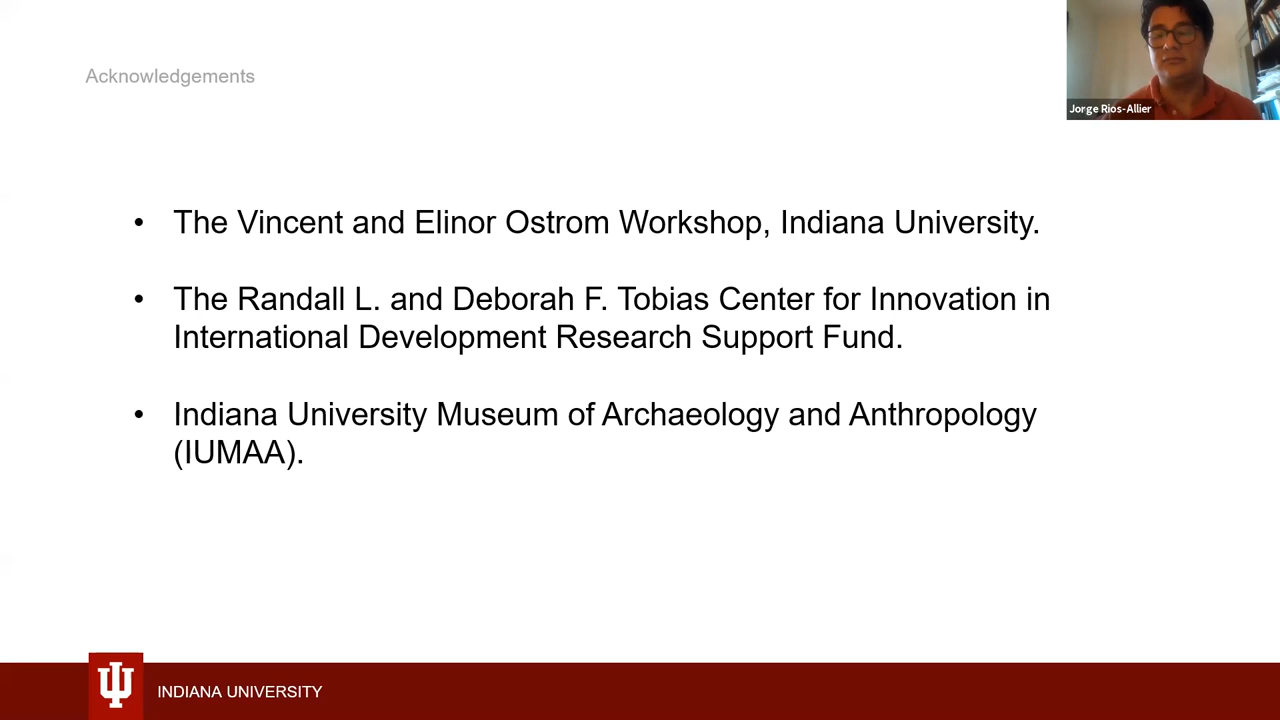 Acknowledgements
Jorge Rios-Allier
• The Vincent and Elinor Ostrom Workshop, Indiana University.
• The Randall L. and Deborah F. Tobias Center for Innovation in
International Development Research Support Fund.
• Indiana University Museum of Archaeology and Anthropology
(IUMAA).
INDIANA UNIVERSITY